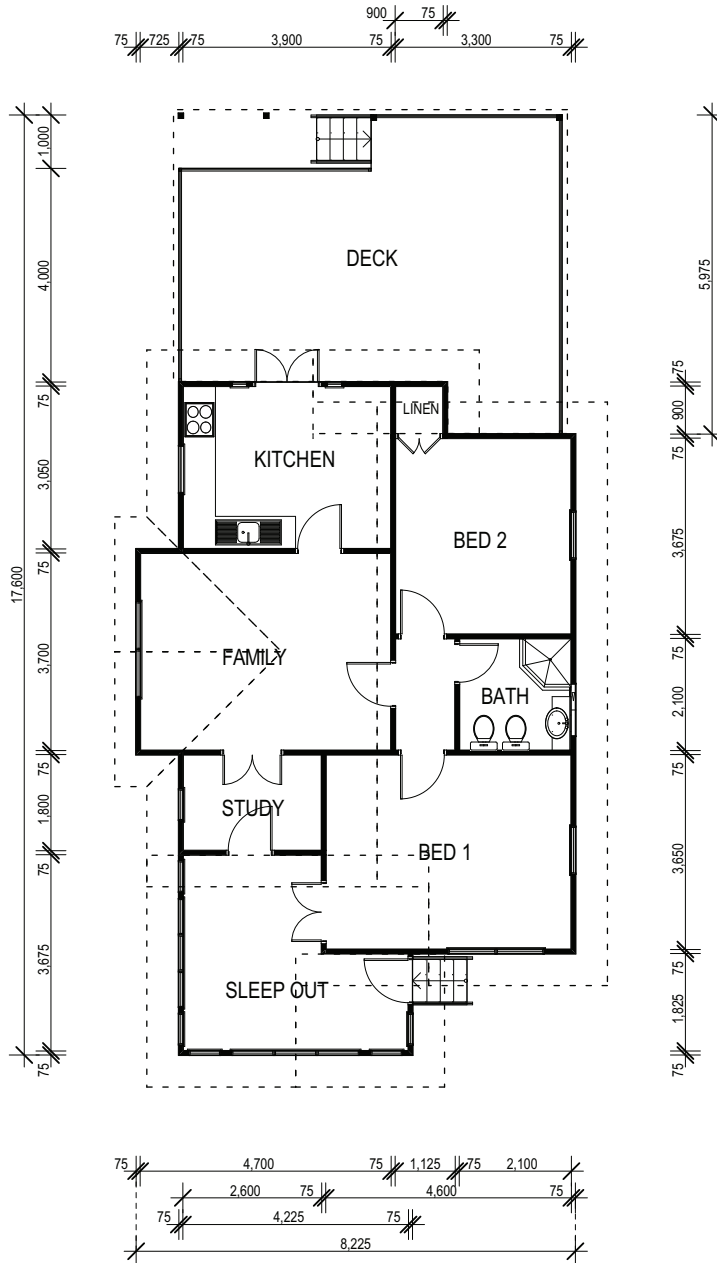 900 75
75 725 75 3,900 75 3,300 75
1,000
4,000
75
3,050
75
3,700
75
1,800
75
3,675
75
17,600
5,975
75
900
75
3,675
75
2,100
75
3,650
75
1,825
75
DECK
LINEN
KITCHEN
BED 2
FAMILY
BATH
STUDY
BED 1
SLEEP OUT
75 4,700 75 1,125 75 2,100
2,600 75 4,600 75
75 4,225 75
8,225